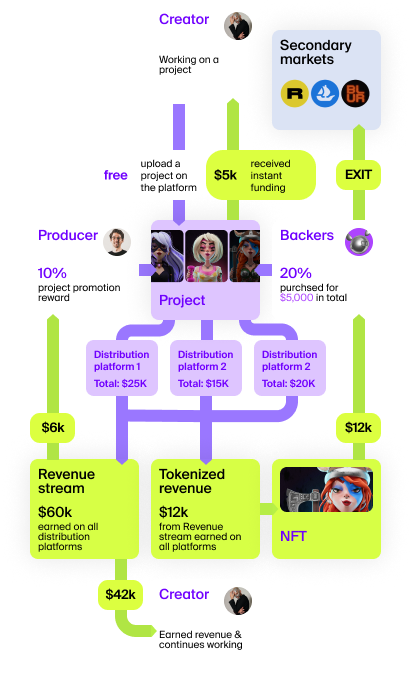 Creator
Working on a
project
Secondary
markets
R
BL
UR
free
upload a
project on
the platform
$5k
received
instant
funding
EXIT
Producer
10%
project promotion
reward
Backers
20%
purchsed for
$5,000 in total
Project
Distribution
platform 1
Total: $25K
Distribution
platform 2
Total: $15K
Distribution
platform 2
Total: $20K
$6k
$12k
Revenue
stream
$60k
earned on all
distribution
platforms
Tokenized
revenue
$12k
from Revenue
stream earned on
all platforms
NFT
$42k
Creator
Earned revenue &
continues working